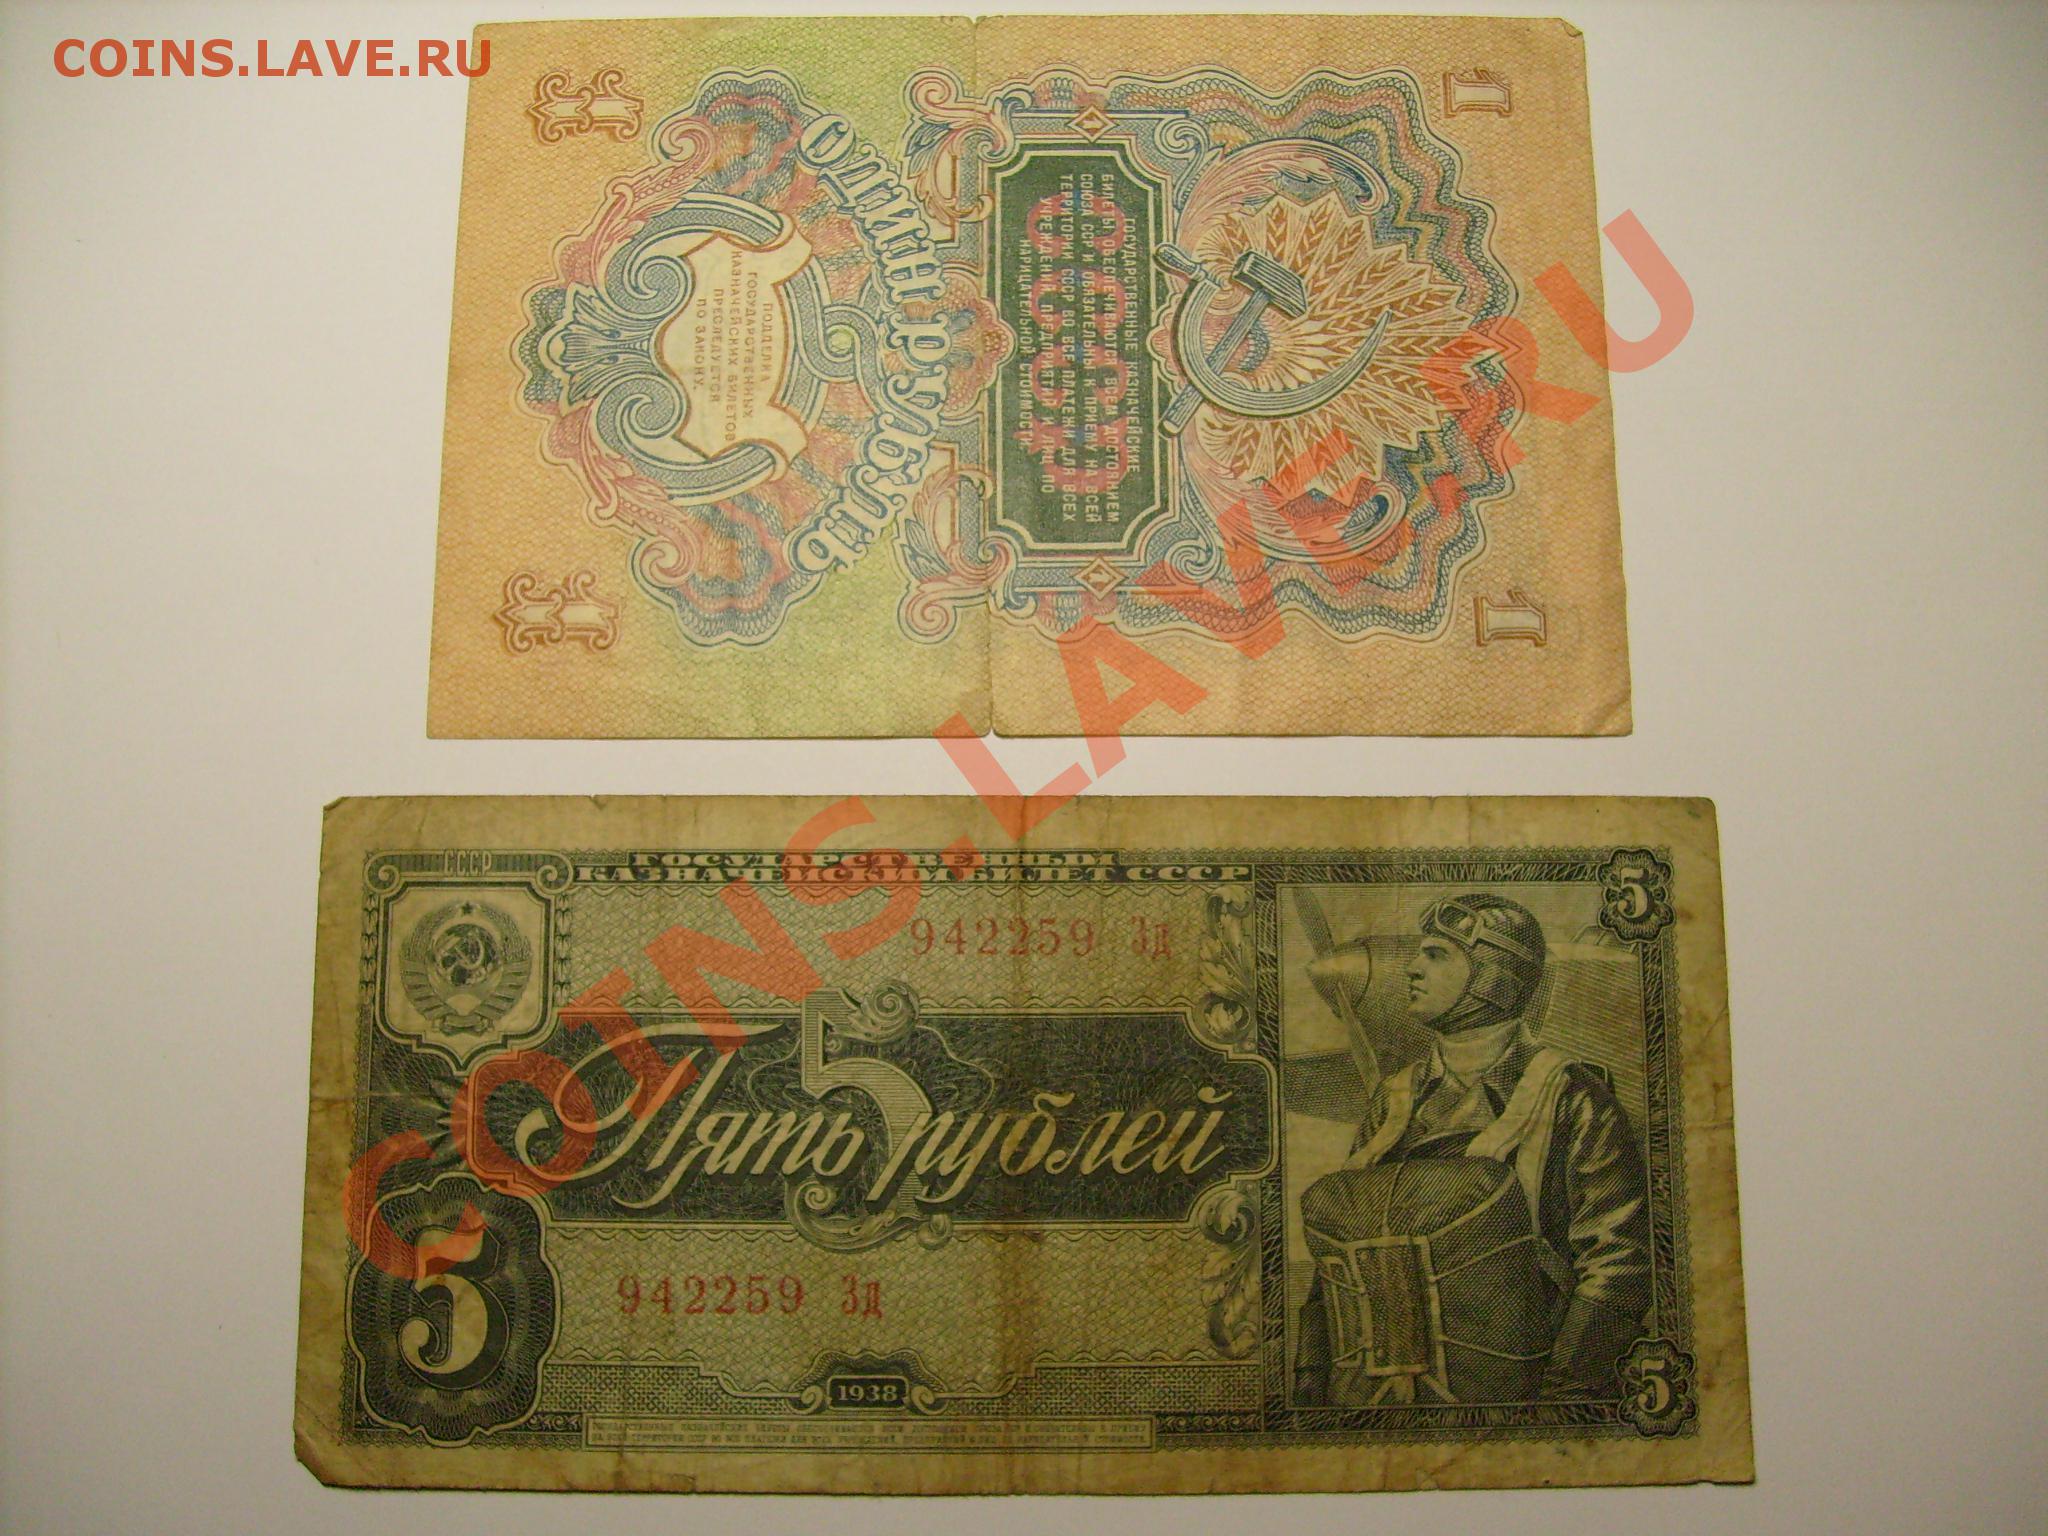 COINS.LAVE.RU
1
1
ГОСУДАРСТВЕННЫЕ КАЗНАЧЕЙСКИЕ
БИЛЕТЫ ОБЕСПЕЧИВАЮТСЯ ВСЕМ ДОСТОЯНИЕМ
СОЮЗА ССР И ОБЯЗАТЕЛЬНЫ К ПРИЕМУ НА ВСЕЙ
ТЕРРИТОРИИ СССР ВО ВСЕ ПЛАТЕЖИ ДЛЯ ВСЕХ
УЧРЕЖДЕНИЙ, ПРЕДПРИЯТИЙ И ЛИЦ ПО
НАРИЦАТЕЛЬНОЙ СТОИМОСТИ.
1
1
ОДИН РУБЛЬ
ПОДДЕЛКА
ГОСУДАРСТВЕННЫХ
КАЗНАЧЕЙСКИХ БИЛЕТОВ
ПРЕСЛЕДУЕТСЯ
ПО ЗАКОНУ.
1
1
COINS.LAVE.RU
СССР
ГОСУДАРСТВЕННЫЙ
КАЗНАЧЕЙСКИЙ БИЛЕТ СССР
5
942259 Зд
5
Пять рублей
5
942259 Зд
5
1938